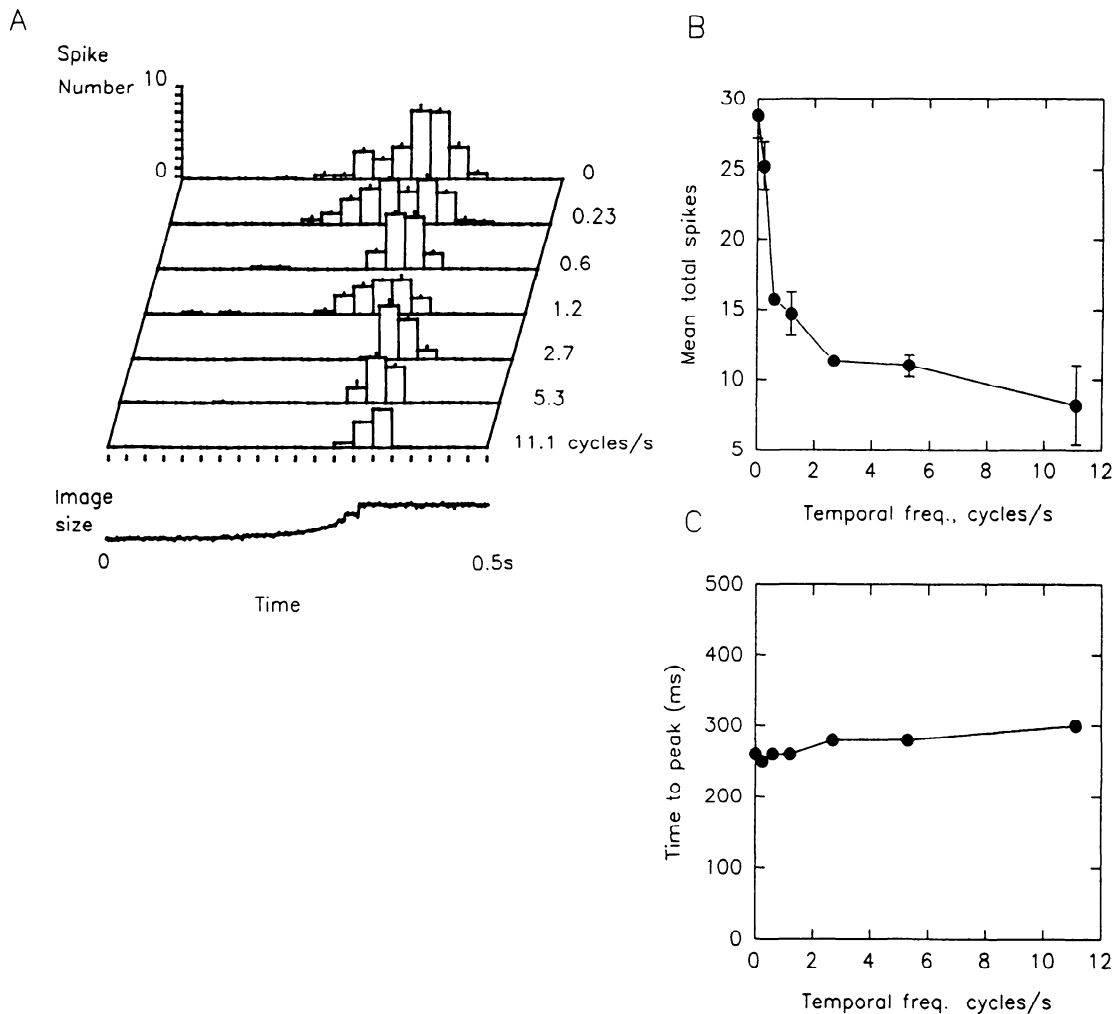 A
Spike
Number 10
0
0
0.23
0.6
1.2
2.7
5.3
11.1 cycles/s
Image
size
0 0.5s
Time
B
30
25
20
15
10
5
Mean total spikes
0 2 4 6 8 10 12
Temporal freq., cycles/s
C
500
400
300
200
100
0
Time to peak (ms)
0 2 4 6 8 10 12
Temporal freq. cycles/s